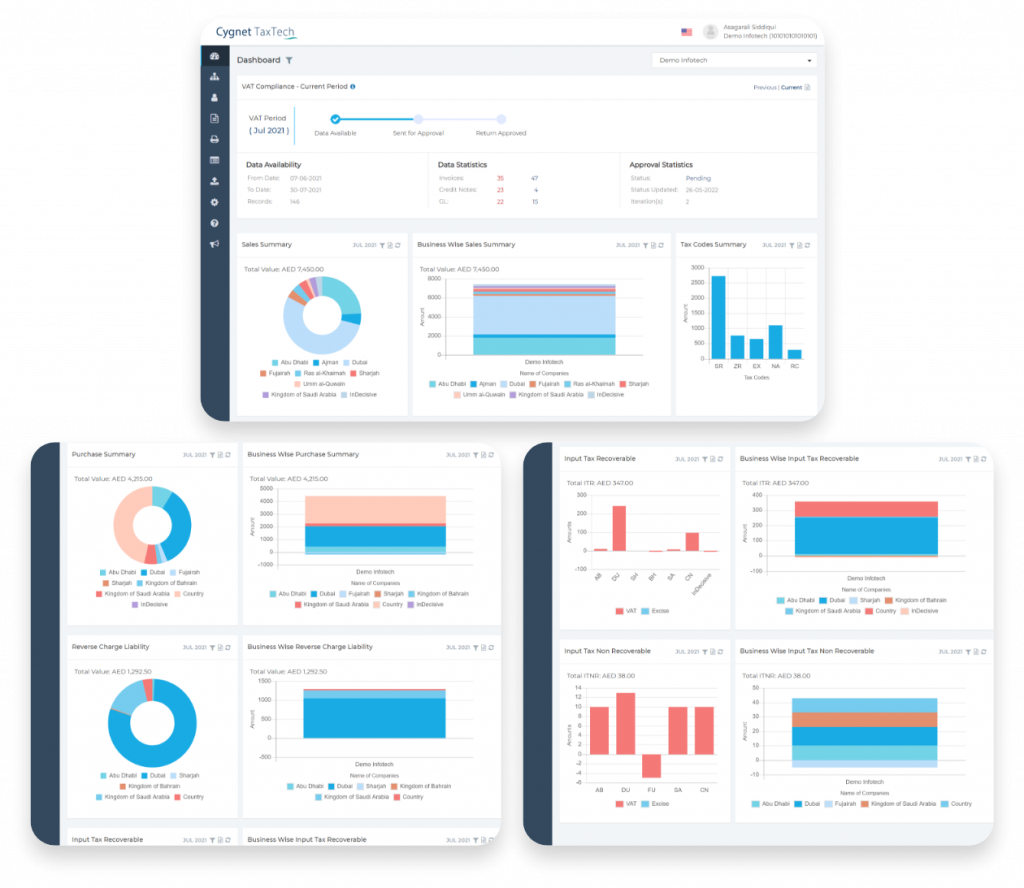 Cygnet TaxTech
Asagarali Siddiqui
Demo Infotech (101010101010101)
Dashboard
Demo Infotech
VAT Compliance - Current Period
Previous | Current
VAT Period
( Jul 2021 )
Data Available
Sent for Approval
Return Approved
Data Availability
From Date: 07-06-2021
To Date: 30-07-2021
Records: 146
Data Statistics
Invoices: 35 47
Credit Notes: 23 4
GL: 22 15
Approval Statistics
Status: Pending
Status Updated: 26-05-2022
Iteration(s): 2
Sales Summary JUL 2021
Total Value: AED 7,450.00
Abu Dhabi Ajman Dubai
Fujairah Ras al-Khaimah Sharjah
Umm al-Quwain
Kingdom of Saudi Arabia InDecisive
Business Wise Sales Summary JUL 2021
Total Value: AED 7,450.00
8000
6000
4000
2000
0
Amount
Demo Infotech
Name of Companies
Abu Dhabi Ajman Dubai Fujairah Ras al-Khaimah Sharjah
Umm al-Quwain Kingdom of Saudi Arabia InDecisive
Tax Codes Summary JUL 2021
3000
2500
2000
1500
1000
500
0
Amount
SR ZR EX NA RC
Tax Codes
Purchase Summary JUL 2021
Total Value: AED 4,215.00
Abu Dhabi Dubai Fujairah
Sharjah Kingdom of Bahrain
Kingdom of Saudi Arabia Country
InDecisive
Business Wise Purchase Summary JUL 2021
Total Value: AED 4,215.00
5000
4000
3000
2000
1000
0
-1000
Amount
Demo Infotech
Name of Companies
Abu Dhabi Dubai Fujairah Sharjah Kingdom of Bahrain
Kingdom of Saudi Arabia Country InDecisive
Reverse Charge Liability JUL 2021
Total Value: AED 1,292.50
Abu Dhabi Dubai Sharjah
Kingdom of Bahrain
Kingdom of Saudi Arabia Country
Business Wise Reverse Charge Liability JUL 2021
Total Value: AED 1,292.50
1500
1000
500
0
-500
Amount
Demo Infotech
Name of Companies
Abu Dhabi Dubai Sharjah Kingdom of Bahrain
Kingdom of Saudi Arabia Country
Input Tax Recoverable JUL 2021
Business Wise Input Tax Recoverable JUL 2021
Input Tax Recoverable JUL 2021
Total ITR: AED 347.00
300
200
100
0
-100
Amounts
AB DU SH BH SA CN InDecisive
VAT Excise
Business Wise Input Tax Recoverable JUL 2021
Total ITR: AED 347.00
400
300
200
100
0
-100
Amount
Demo Infotech
Name of Companies
Abu Dhabi Dubai Sharjah Kingdom of Bahrain
Kingdom of Saudi Arabia Country InDecisive
Input Tax Non Recoverable JUL 2021
Total ITNR: AED 38.00
14
12
10
8
6
4
2
0
-2
-4
-6
Amounts
AB DU FU SA CN
VAT Excise
Business Wise Input Tax Non Recoverable JUL 2021
Total ITNR: AED 38.00
50
40
30
20
10
0
-10
Amount
Demo Infotech
Name of Companies
Abu Dhabi Dubai Fujairah Kingdom of Saudi Arabia Country